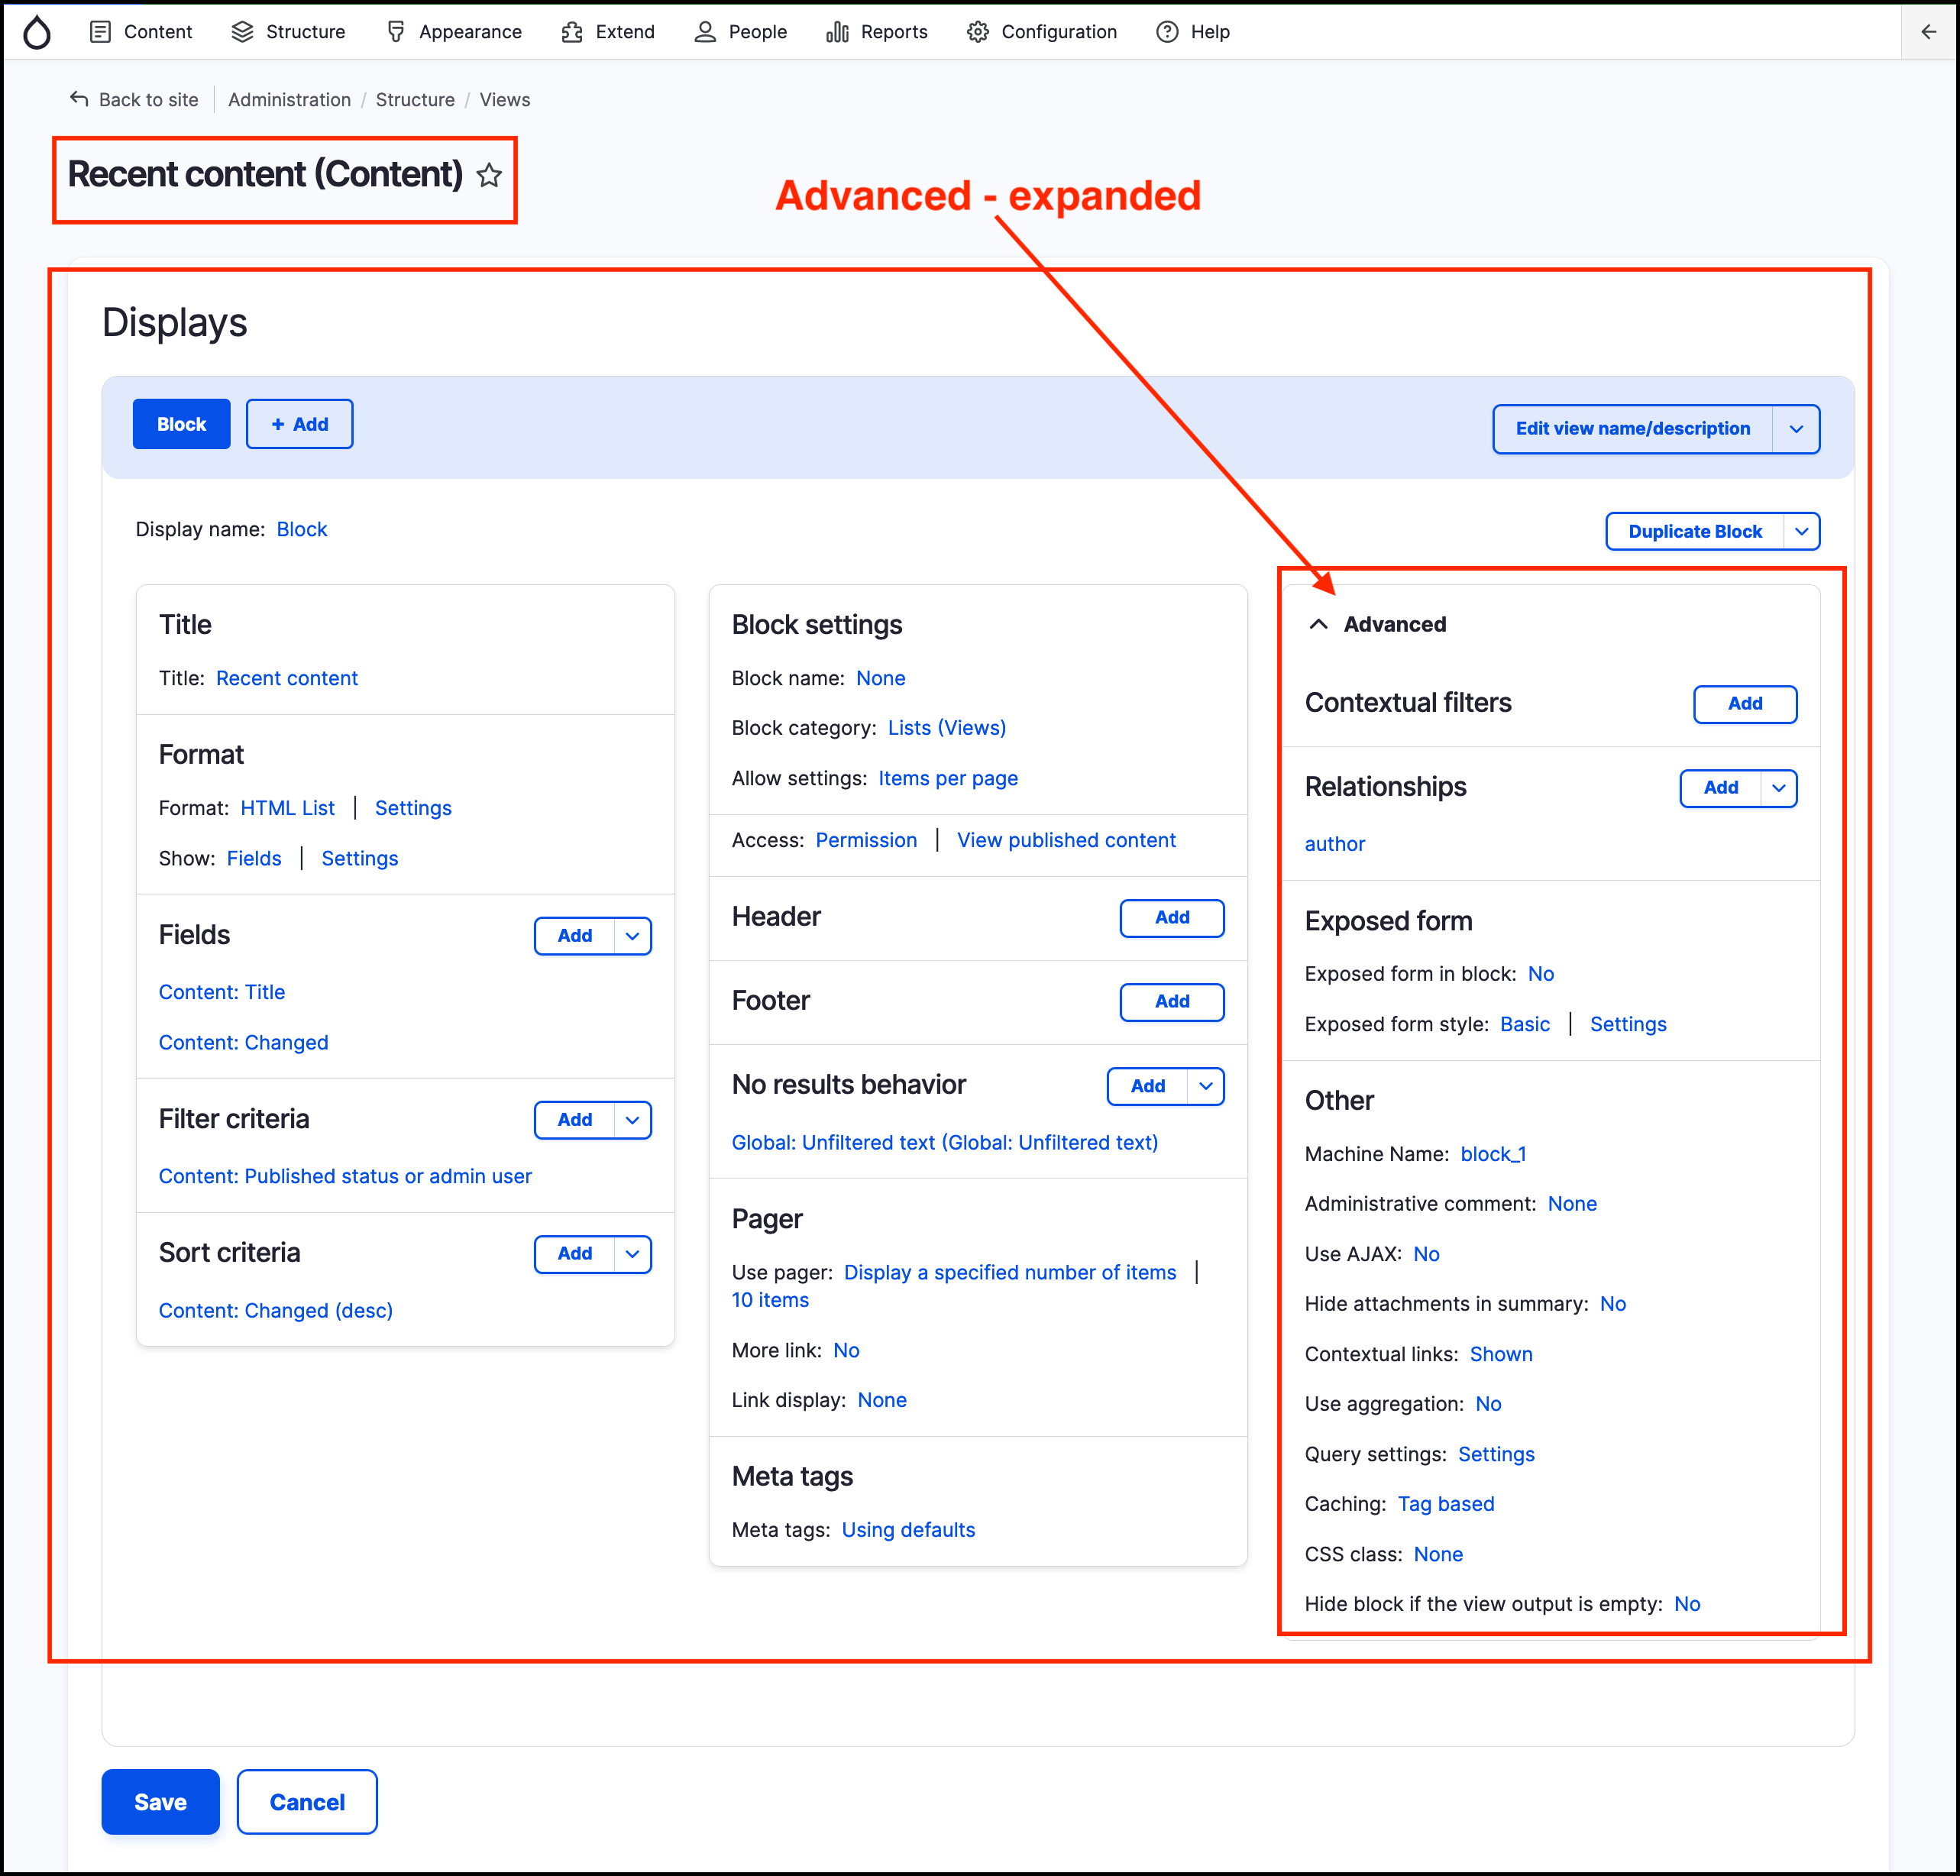 Content Structure Appearance Extend People Reports Configuration Help
Back to site Administration / Structure / Views
Recent content (Content)
Advanced - expanded
Displays
Block + Add Edit view name/description
Display name: Block Duplicate Block
Title
Title: Recent content
Format
Format: HTML List | Settings
Show: Fields | Settings
Fields Add
Content: Title
Content: Changed
Filter criteria Add
Content: Published status or admin user
Sort criteria Add
Content: Changed (desc)
Block settings
Block name: None
Block category: Lists (Views)
Allow settings: Items per page
Access: Permission | View published content
Header Add
Footer Add
No results behavior Add
Global: Unfiltered text (Global: Unfiltered text)
Pager
Use pager: Display a specified number of items |
10 items
More link: No
Link display: None
Meta tags
Meta tags: Using defaults
Advanced
Contextual filters Add
Relationships Add
author
Exposed form
Exposed form in block: No
Exposed form style: Basic | Settings
Other
Machine Name: block_1
Administrative comment: None
Use AJAX: No
Hide attachments in summary: No
Contextual links: Shown
Use aggregation: No
Query settings: Settings
Caching: Tag based
CSS class: None
Hide block if the view output is empty: No
Save Cancel